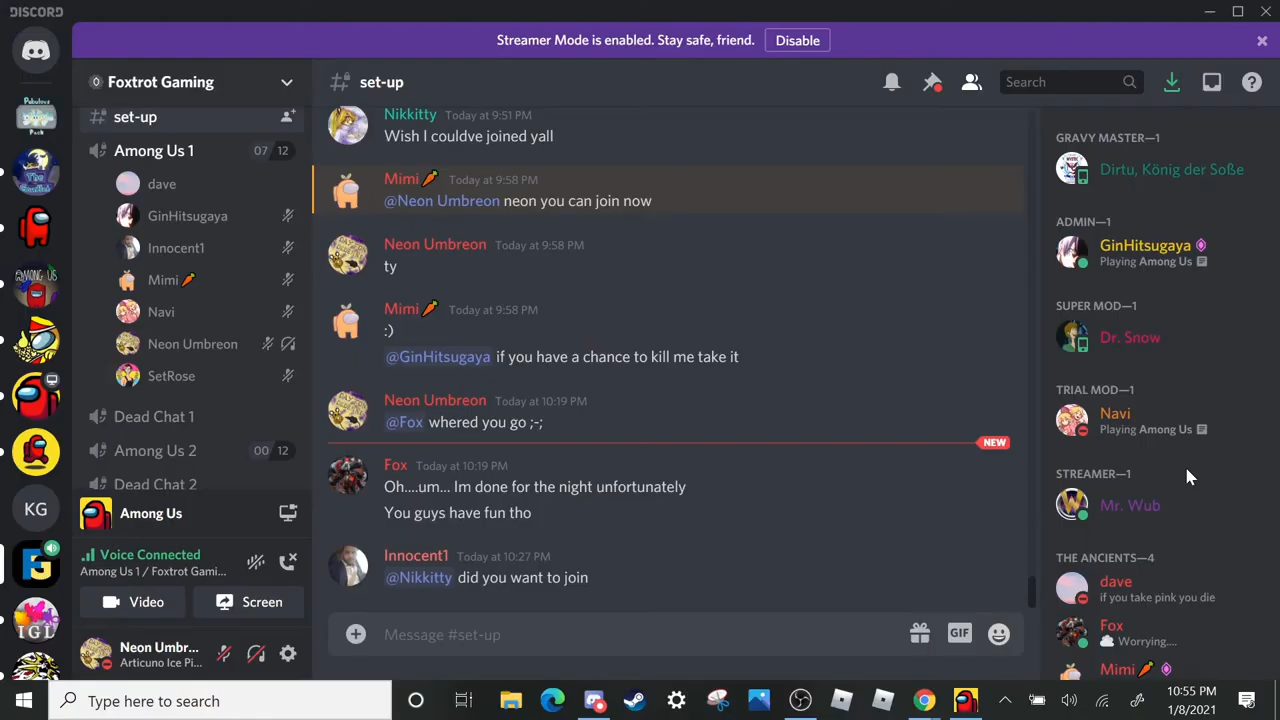 DISCORD
Streamer Mode is enabled. Stay safe, friend.
Disable
Foxtrot Gaming
set-up
Among Us 1
07 12
dave
GinHitsugaya
Innocent1
Mimi🥕
Navi
Neon Umbreon
SetRose
Dead Chat 1
Among Us 2
00 12
Dead Chat 2
Among Us
Voice Connected
Among Us 1 / Foxtrot Gami...
Video
Screen
Neon Umbr...
Articuno Ice Pi...
KG
IGL
# set-up
Search
Nikkitty Today at 9:51 PM
Wish I couldve joined yall
Mimi🥕 Today at 9:58 PM
@Neon Umbreon neon you can join now
Neon Umbreon Today at 9:58 PM
ty
Mimi🥕 Today at 9:58 PM
:)
@GinHitsugaya if you have a chance to kill me take it
Neon Umbreon Today at 10:19 PM
@Fox whered you go ;-;
NEW
Fox Today at 10:19 PM
Oh....um... Im done for the night unfortunately
You guys have fun tho
Innocent1 Today at 10:27 PM
@Nikkitty did you want to join
Message #set-up
GIF
GRAVY MASTER—1
Dirtu, König der Soße
ADMIN—1
GinHitsugaya
Playing Among Us
SUPER MOD—1
Dr. Snow
TRIAL MOD—1
Navi
Playing Among Us
STREAMER—1
Mr. Wub
THE ANCIENTS—4
dave
if you take pink you die
Fox
Worrying....
Mimi🥕
Type here to search
10:55 PM
1/8/2021